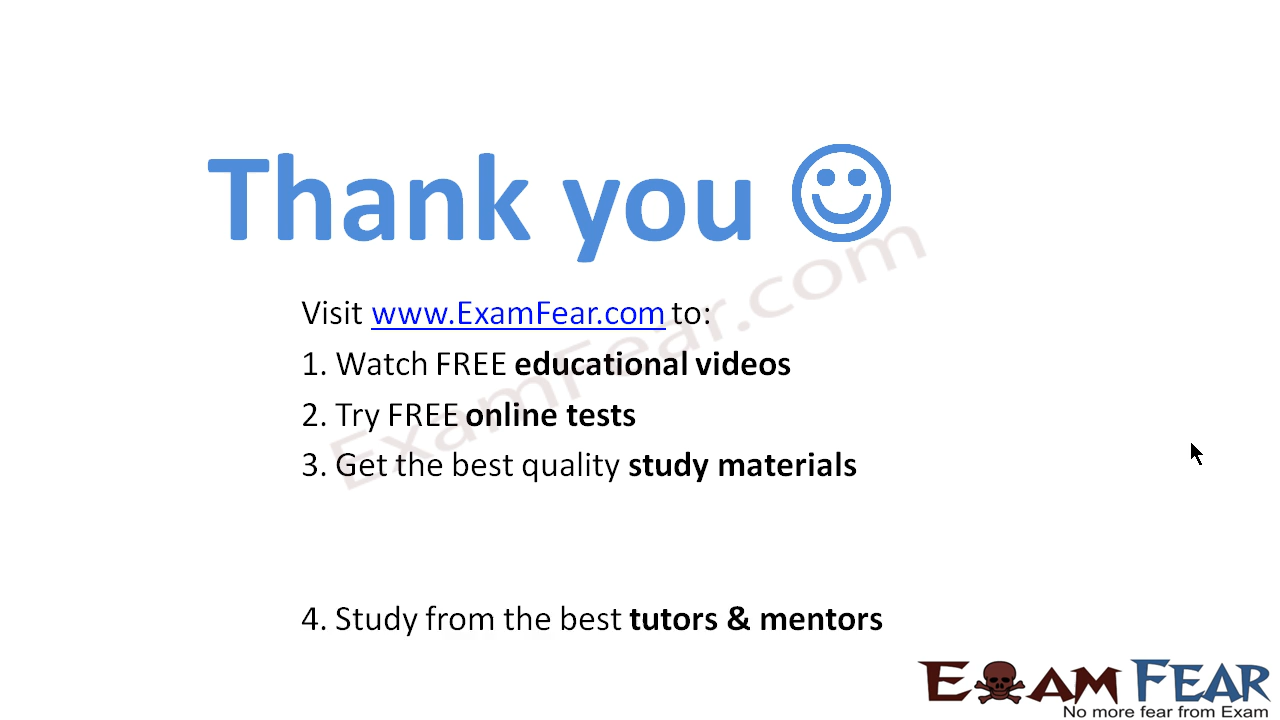 Thank you
Visit www.ExamFear.com to:
1. Watch FREE educational videos
2. Try FREE online tests
3. Get the best quality study materials
4. Study from the best tutors & mentors
ExamFear.com
EXAM FEAR
No more fear from Exam